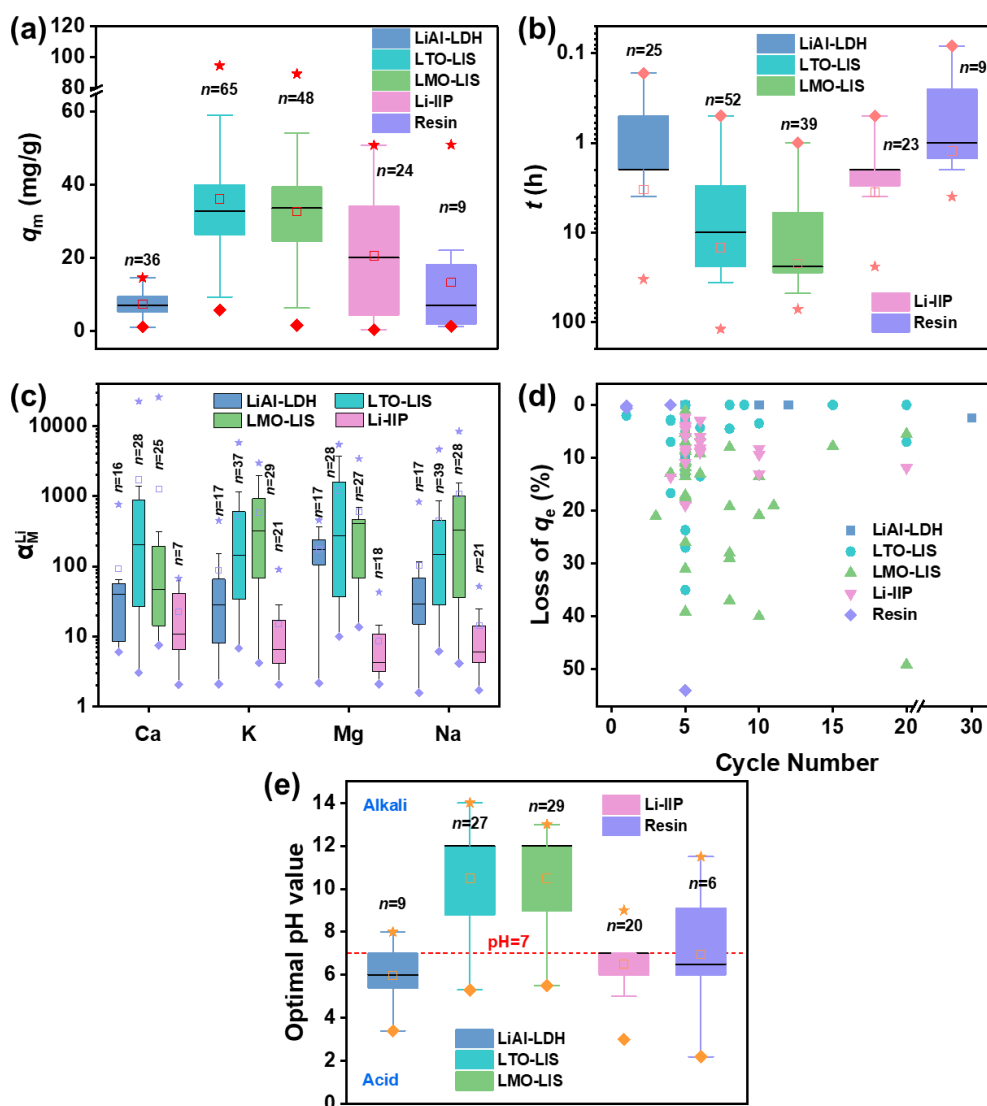 (a)
120
100
80
60
40
20
0
qm (mg/g)
LiAl-LDH
LTO-LIS
LMO-LIS
Li-IIP
Resin
n=36
n=65
n=48
n=24
n=9
(b)
0.1
1
10
100
t (h)
LiAl-LDH
LTO-LIS
LMO-LIS
Li-IIP
Resin
n=25
n=52
n=39
n=23
n=9
(c)
10000
1000
100
10
1
αMLi
LiAl-LDH
LTO-LIS
LMO-LIS
Li-IIP
n=16
n=28
n=25
n=7
n=17
n=37
n=29
n=21
n=17
n=28
n=27
n=18
n=17
n=39
n=28
n=21
Ca
K
Mg
Na
(d)
0
10
20
30
40
50
Loss of qe (%)
LiAl-LDH
LTO-LIS
LMO-LIS
Li-IIP
Resin
0
5
10
15
20
30
Cycle Number
(e)
14
12
10
8
6
4
2
0
Optimal pH value
Alkali
Li-IIP
Resin
n=9
n=27
n=29
n=20
n=6
pH=7
LiAl-LDH
LTO-LIS
LMO-LIS
Acid